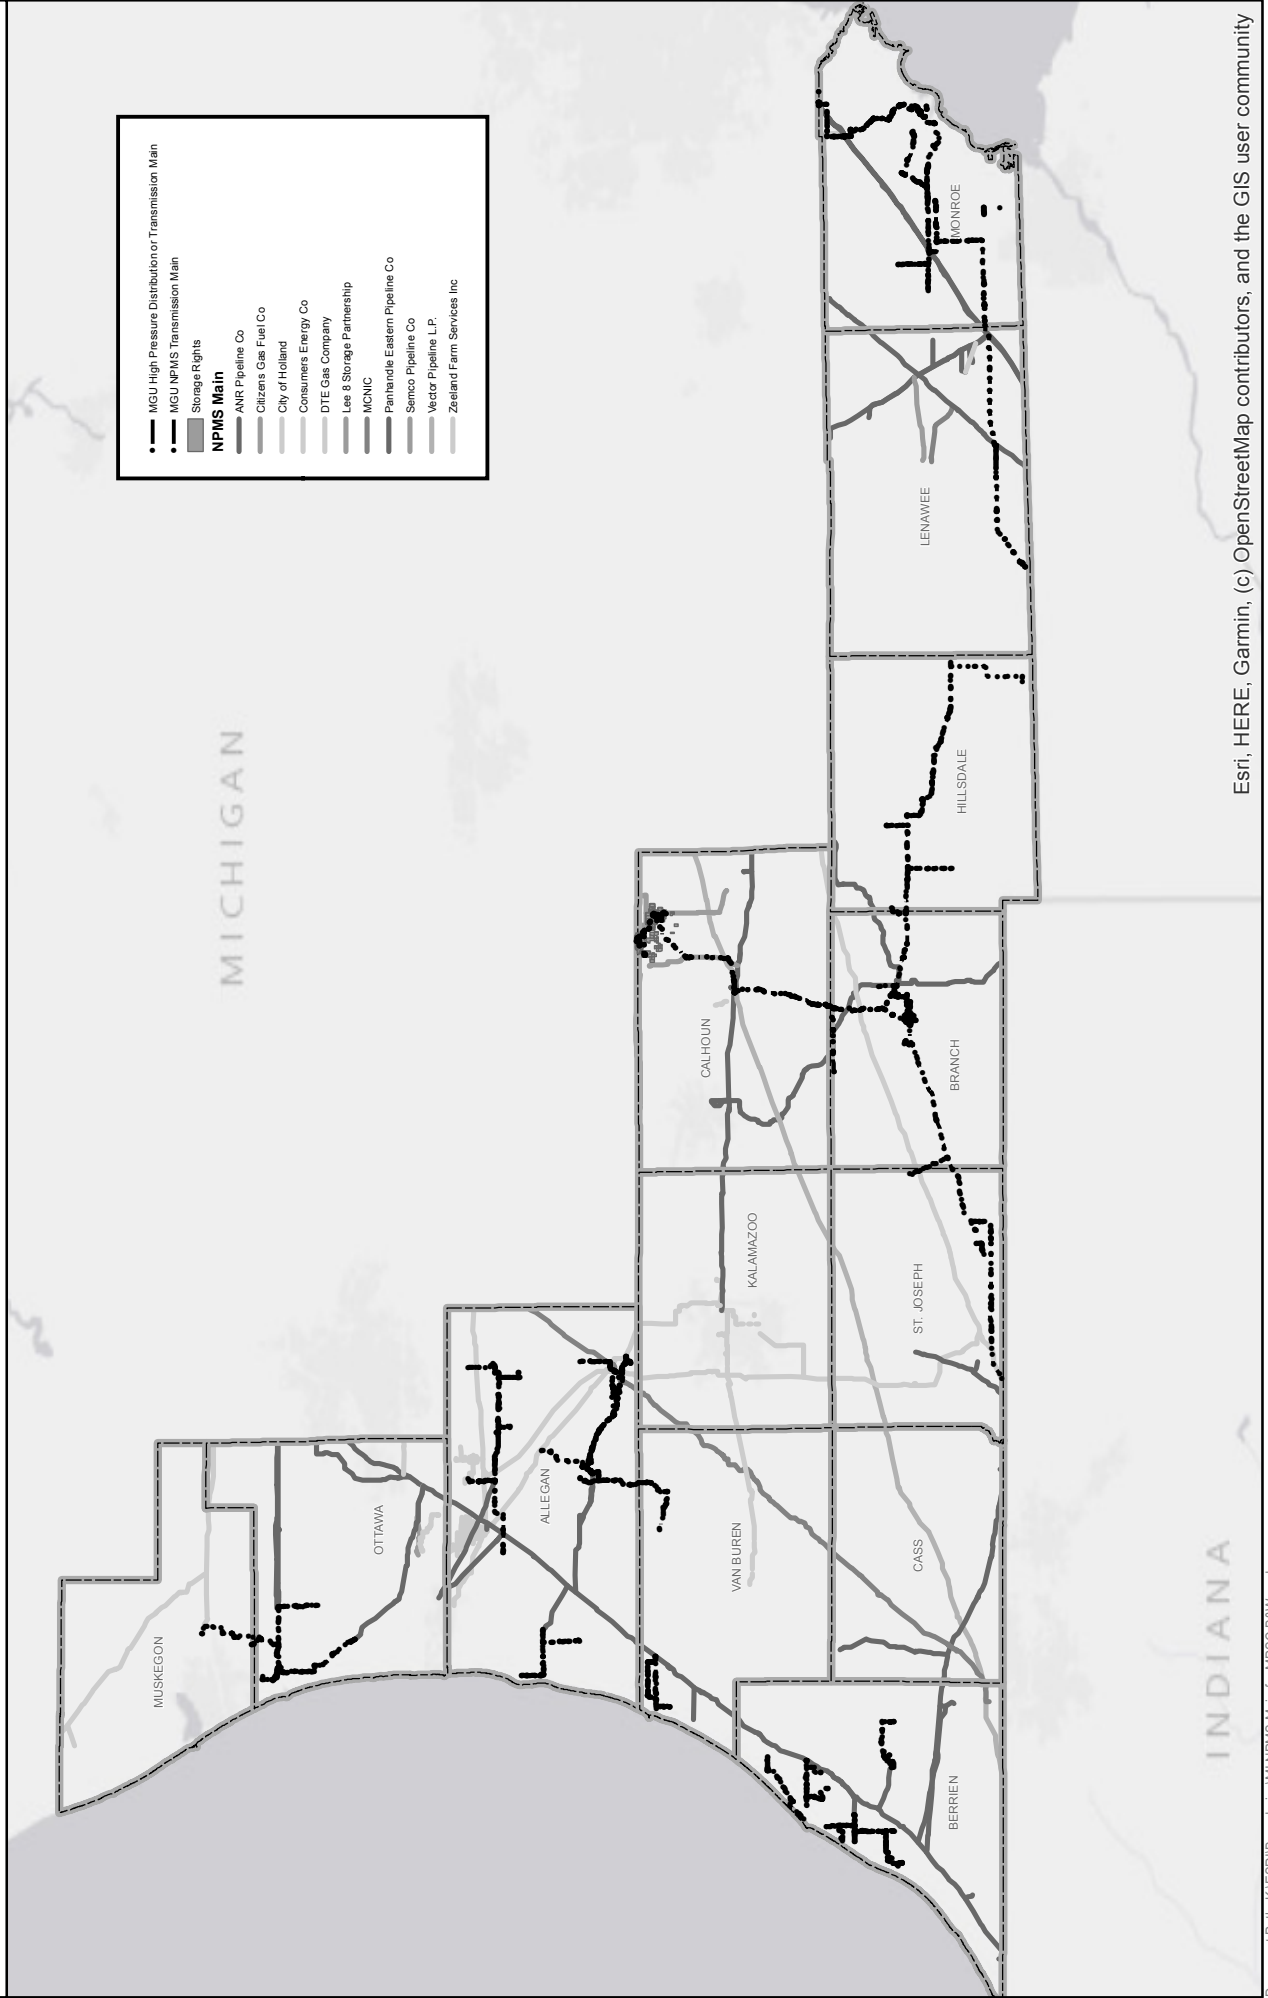 MGU High Pressure Distribution or Transmission Main
MGU NPMS Transmission Main
Storage Rights
NPMS Main
ANR Pipeline Co
Citizens Gas Fuel Co
City of Holland
Consumers Energy Co
DTE Gas Company
Lee 8 Storage Partnership
MCNIC
Panhandle Eastern Pipeline Co
Semco Pipeline Co
Vector Pipeline L.P.
Zeeland Farm Services Inc
MICHIGAN
MUSKEGON
OTTAWA
ALLEGAN
VAN BUREN
KALAMAZOO
CALHOUN
BERRIEN
CASS
ST. JOSEPH
BRANCH
HILLSDALE
LENAWEE
MONROE
INDIANA
Esri, HERE, Garmin, (c) OpenStreetMap contributors, and the GIS user community